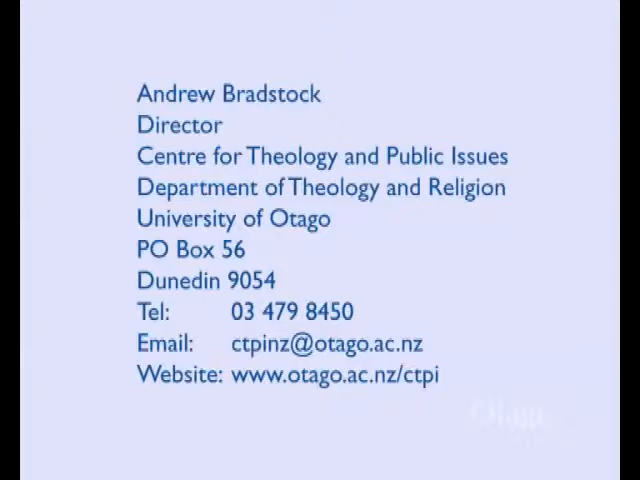 Andrew Bradstock
Director
Centre for Theology and Public Issues
Department of Theology and Religion
University of Otago
PO Box 56
Dunedin 9054
Tel: 03 479 8450
Email: ctpinz@otago.ac.nz
Website: www.otago.ac.nz/ctpi